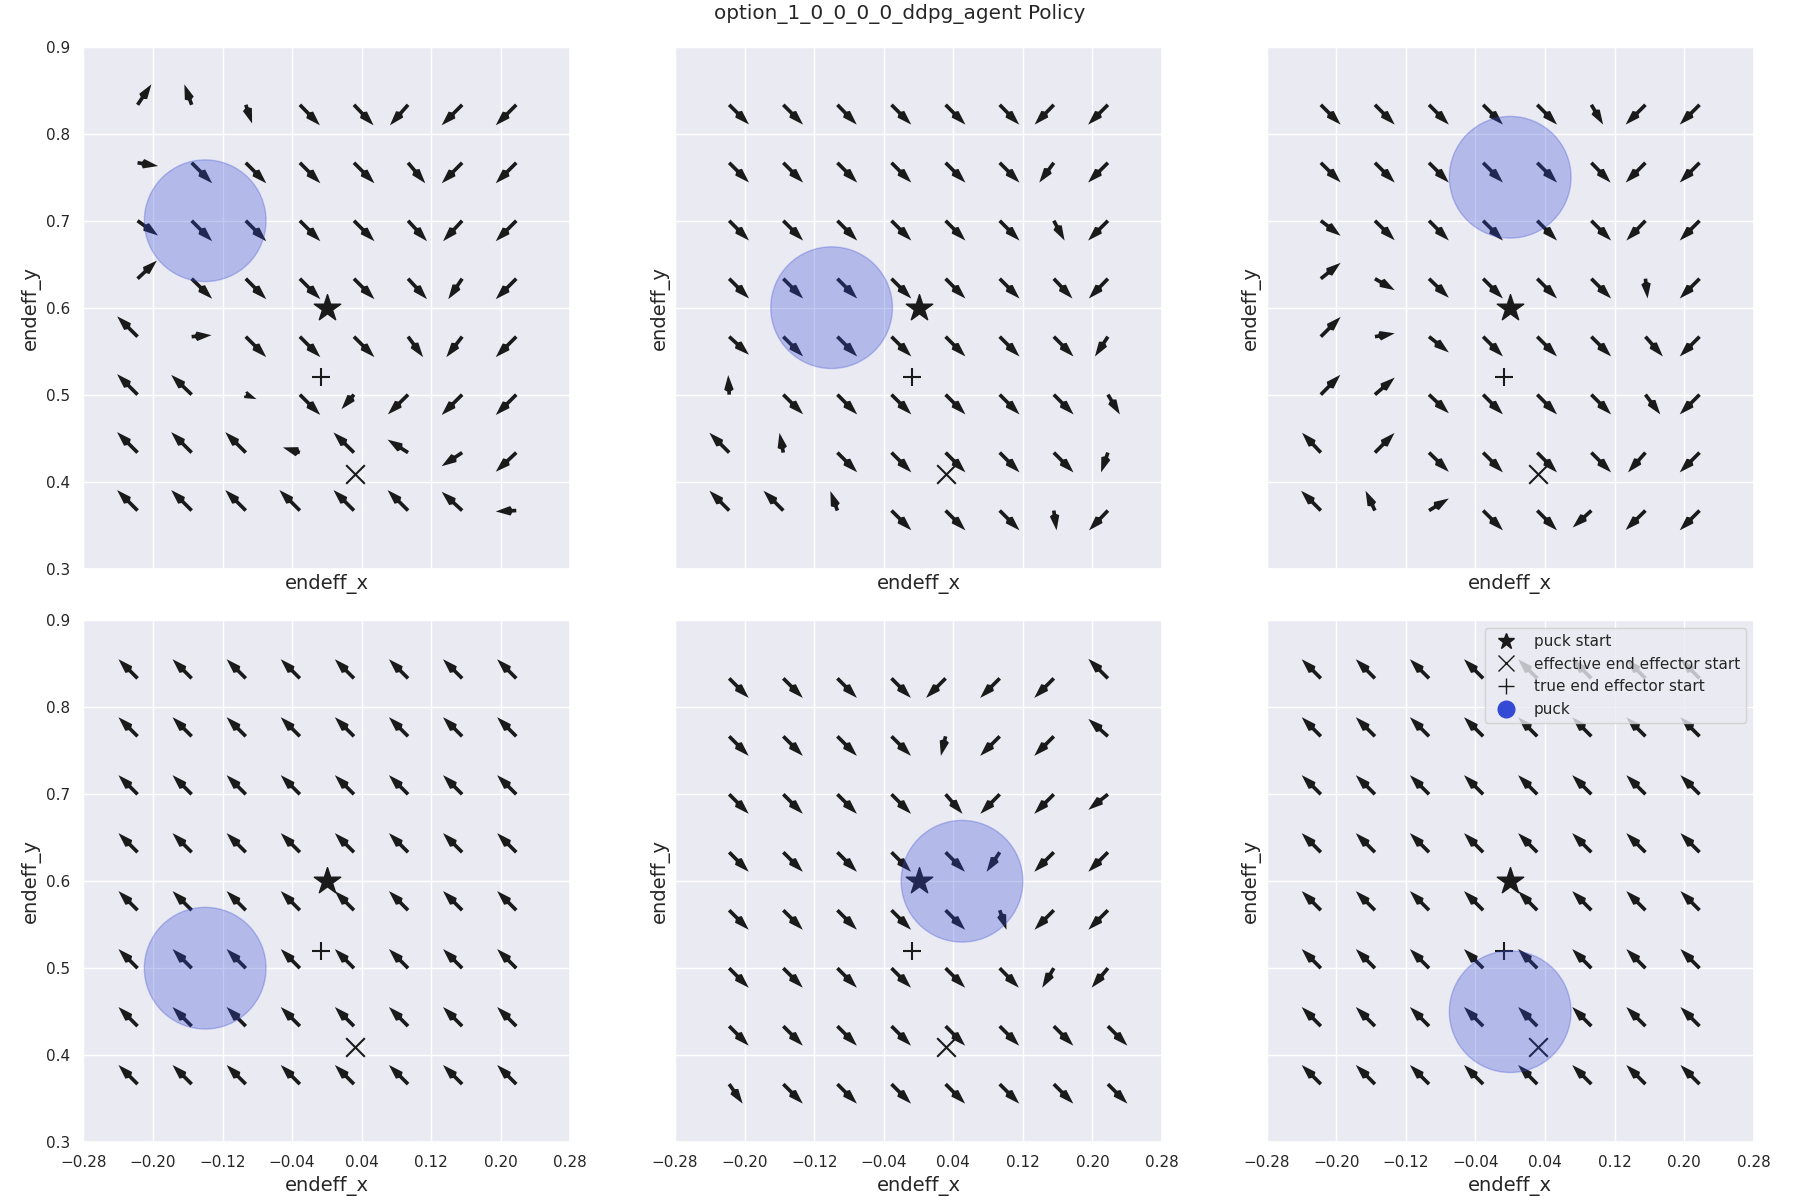 option_1_0_0_0_0_ddpg_agent Policy
0.9
0.8
0.7
0.6
0.5
0.4
0.3
endeff_y
endeff_x
endeff_y
endeff_x
endeff_y
endeff_x
0.9
0.8
0.7
0.6
0.5
0.4
0.3
endeff_y
−0.28 −0.20 −0.12 −0.04 0.04 0.12 0.20 0.28
endeff_x
endeff_y
−0.28 −0.20 −0.12 −0.04 0.04 0.12 0.20 0.28
endeff_x
puck start
effective end effector start
true end effector start
puck
endeff_y
−0.28 −0.20 −0.12 −0.04 0.04 0.12 0.20 0.28
endeff_x